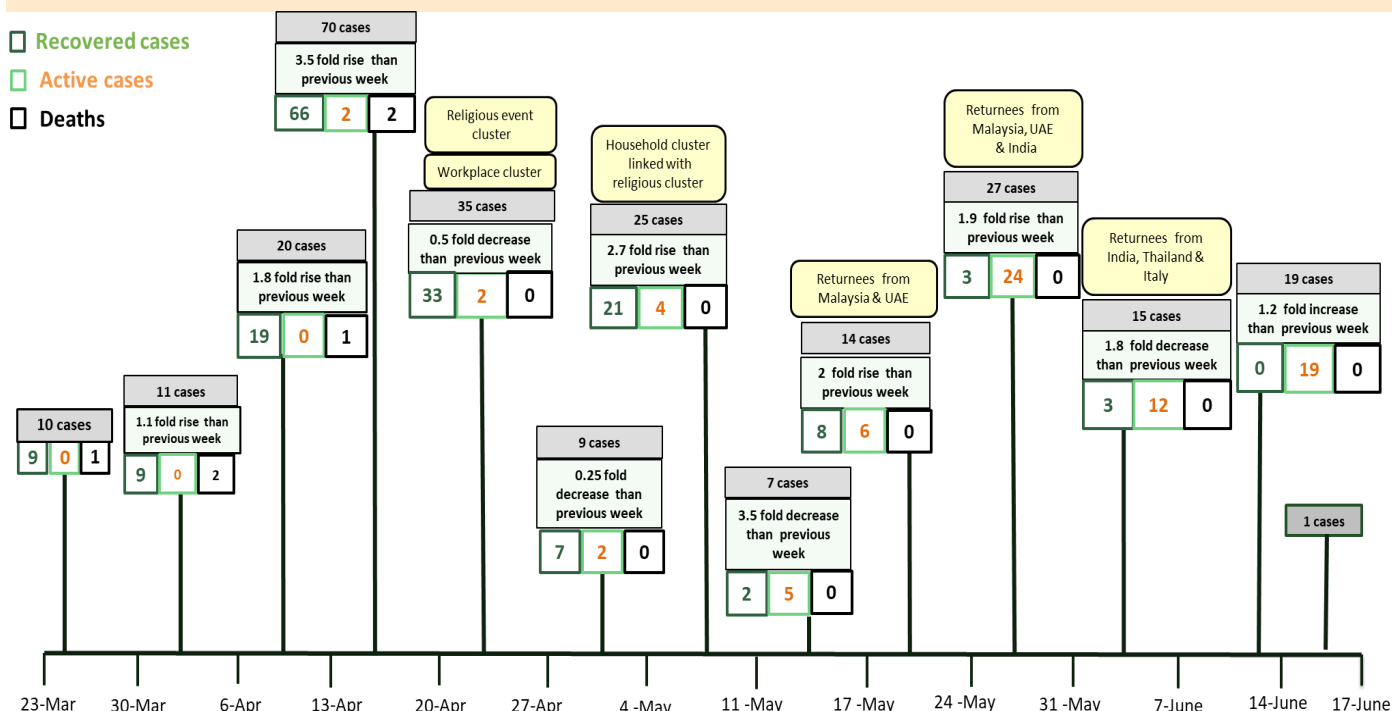 Recovered cases
Active cases
Deaths
10 cases
9 0 1
11 cases
1.1 fold rise than
previous week
9 0 2
20 cases
1.8 fold rise than
previous week
19 0 1
70 cases
3.5 fold rise than
previous week
66 2 2
Religious event
cluster
Workplace cluster
35 cases
0.5 fold decrease
than previous week
33 2 0
9 cases
0.25 fold
decrease than
previous week
7 2 0
Household cluster
linked with
religious cluster
25 cases
2.7 fold rise than
previous week
21 4 0
7 cases
3.5 fold decrease
than previous
week
2 5 0
Returnees from
Malaysia & UAE
14 cases
2 fold rise than
previous week
8 6 0
Returnees from
Malaysia, UAE
& India
27 cases
1.9 fold rise than
previous week
3 24 0
Returnees from
India, Thailand &
Italy
15 cases
1.8 fold decrease
than previous week
3 12 0
19 cases
1.2 fold increase
than previous week
0 19 0
1 cases
23-Mar 30-Mar 6-Apr 13-Apr 20-Apr 27-Apr 4 -May 11 -May 17-May 24-May 31 -May 7-June 14-June 17-June